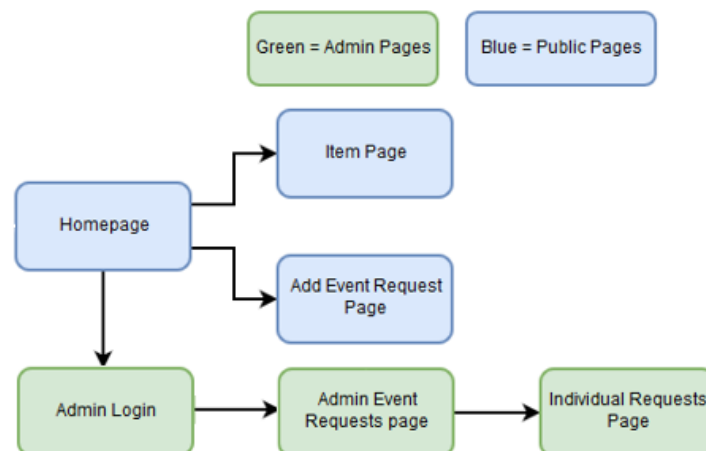 Green = Admin Pages
Blue = Public Pages
Item Page
Homepage
Add Event Request
Page
Admin Login
Admin Event
Requests page
Individual Requests
Page